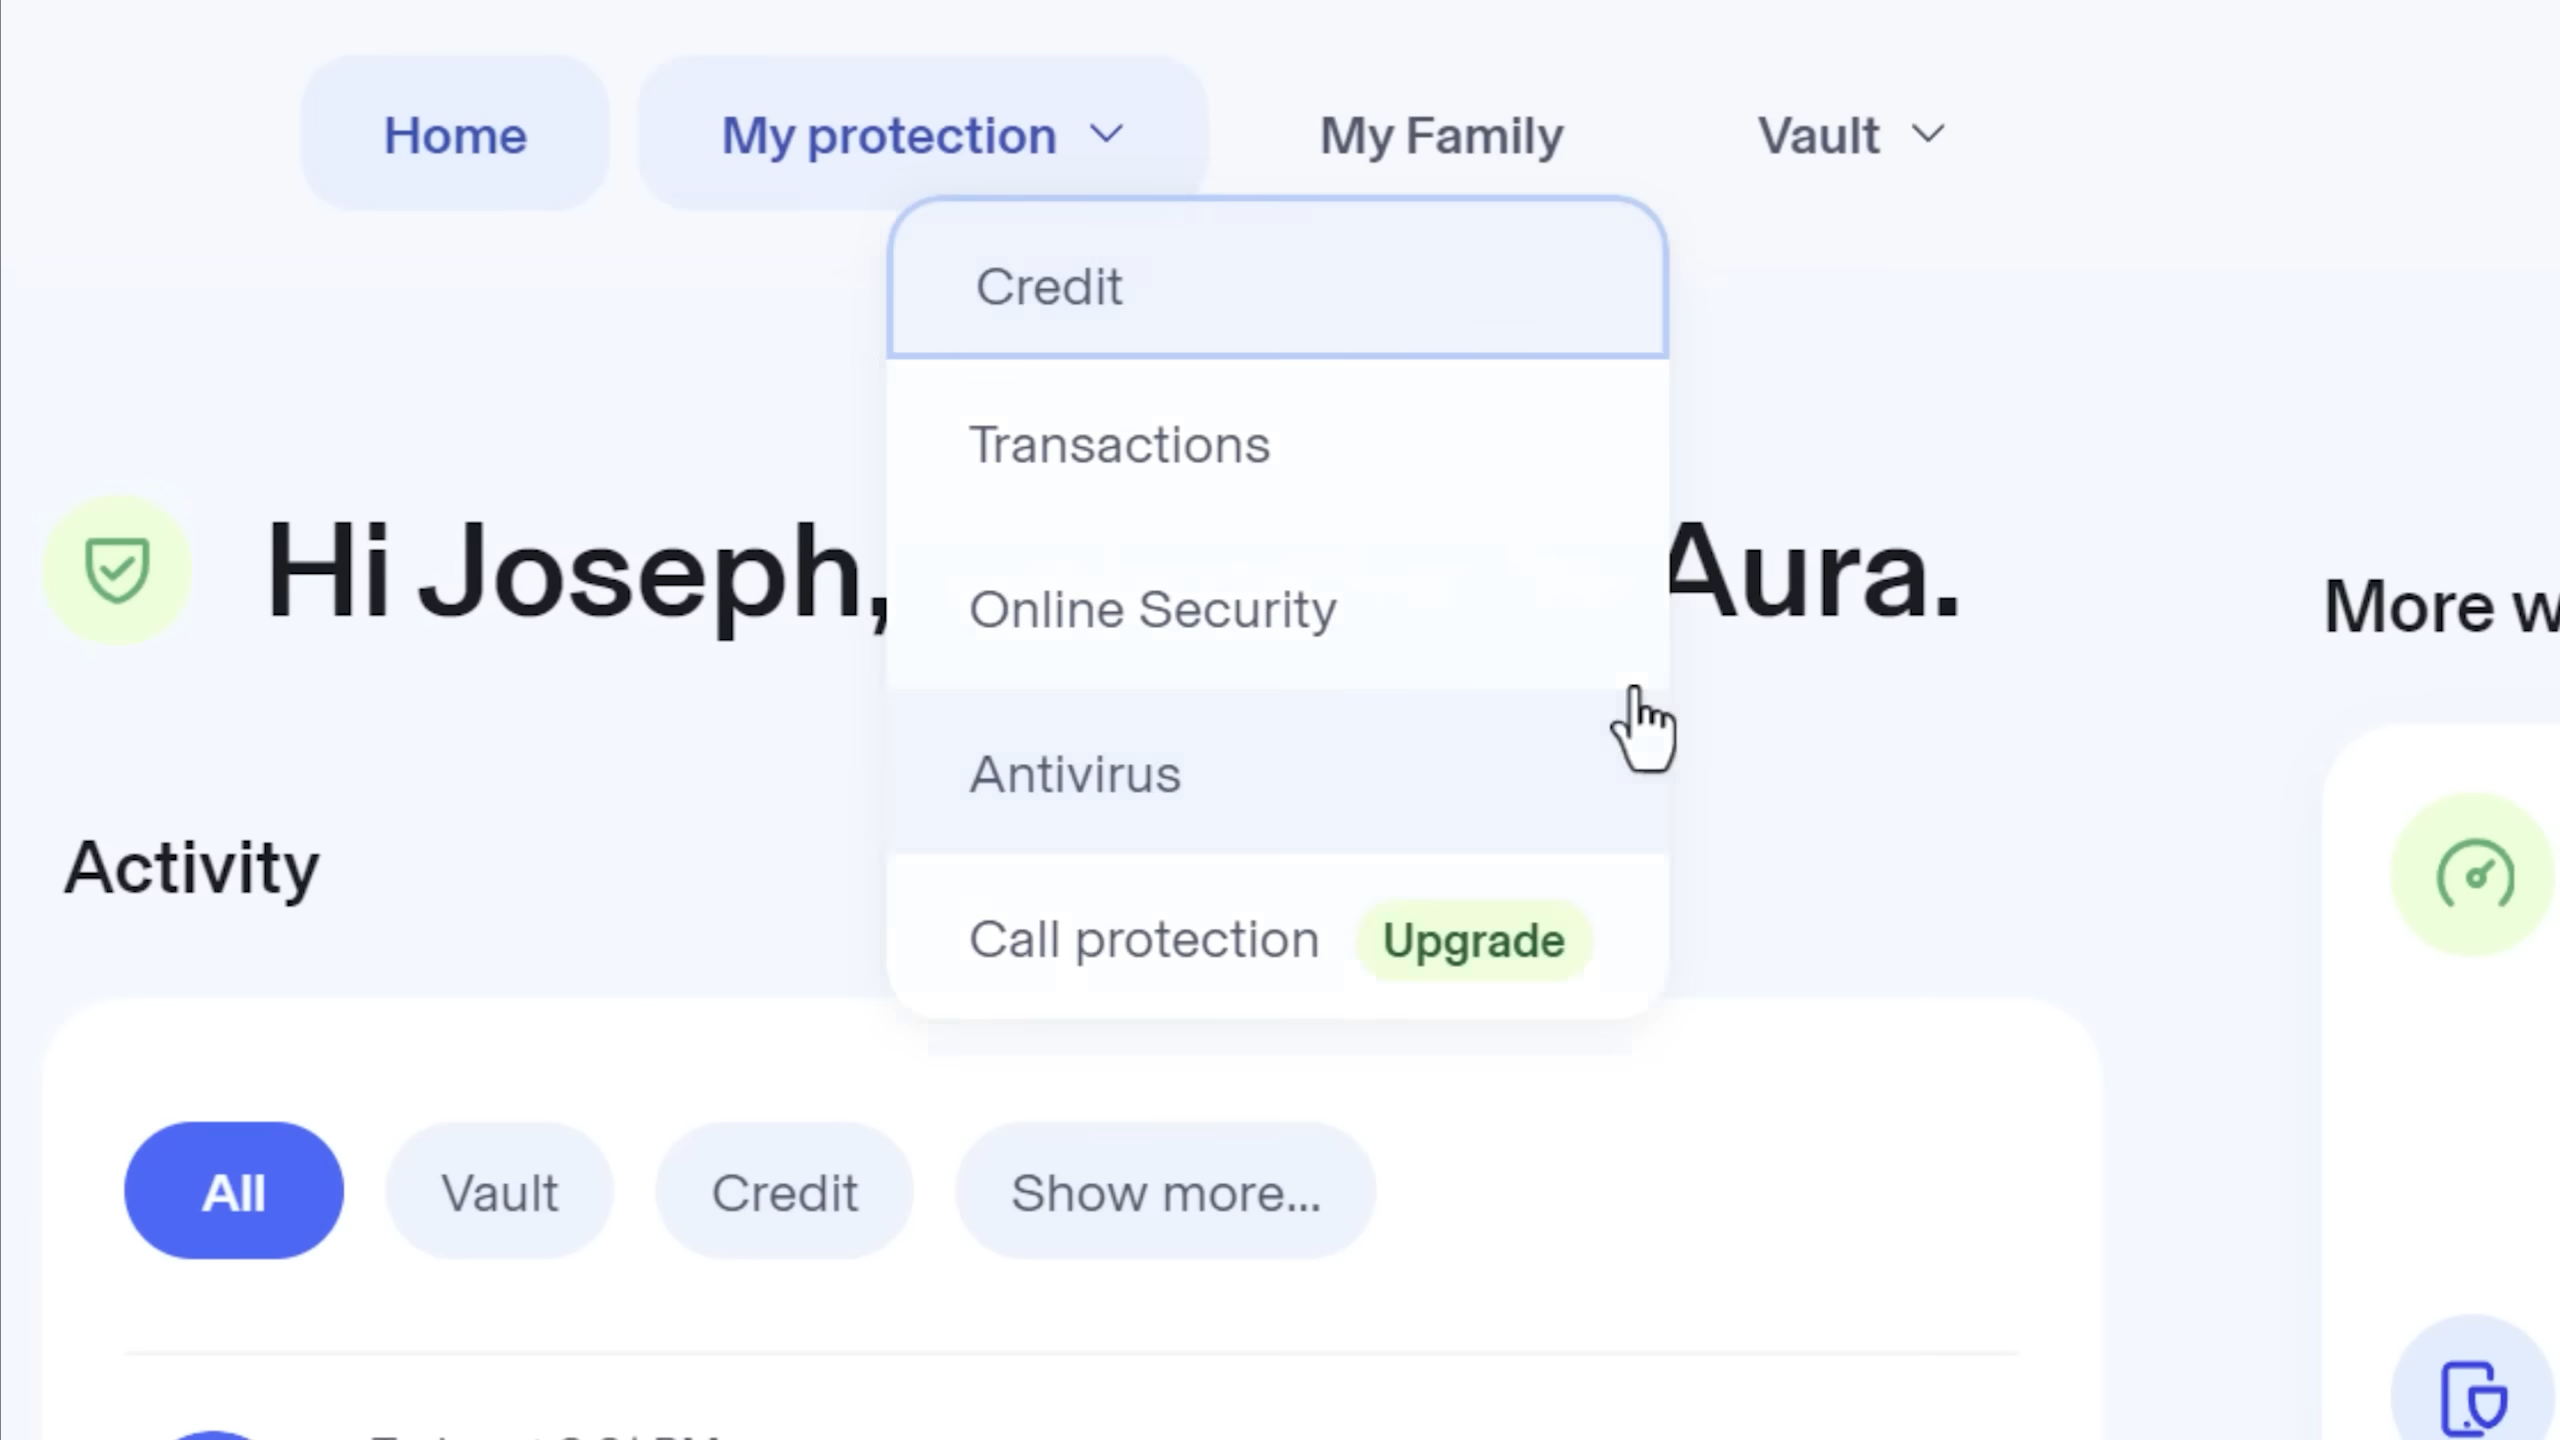 Home My protection My Family Vault
Credit
Transactions
Online Security
Antivirus
Call protection Upgrade
Hi Joseph, Aura.
More
Activity
All Vault Credit Show more...